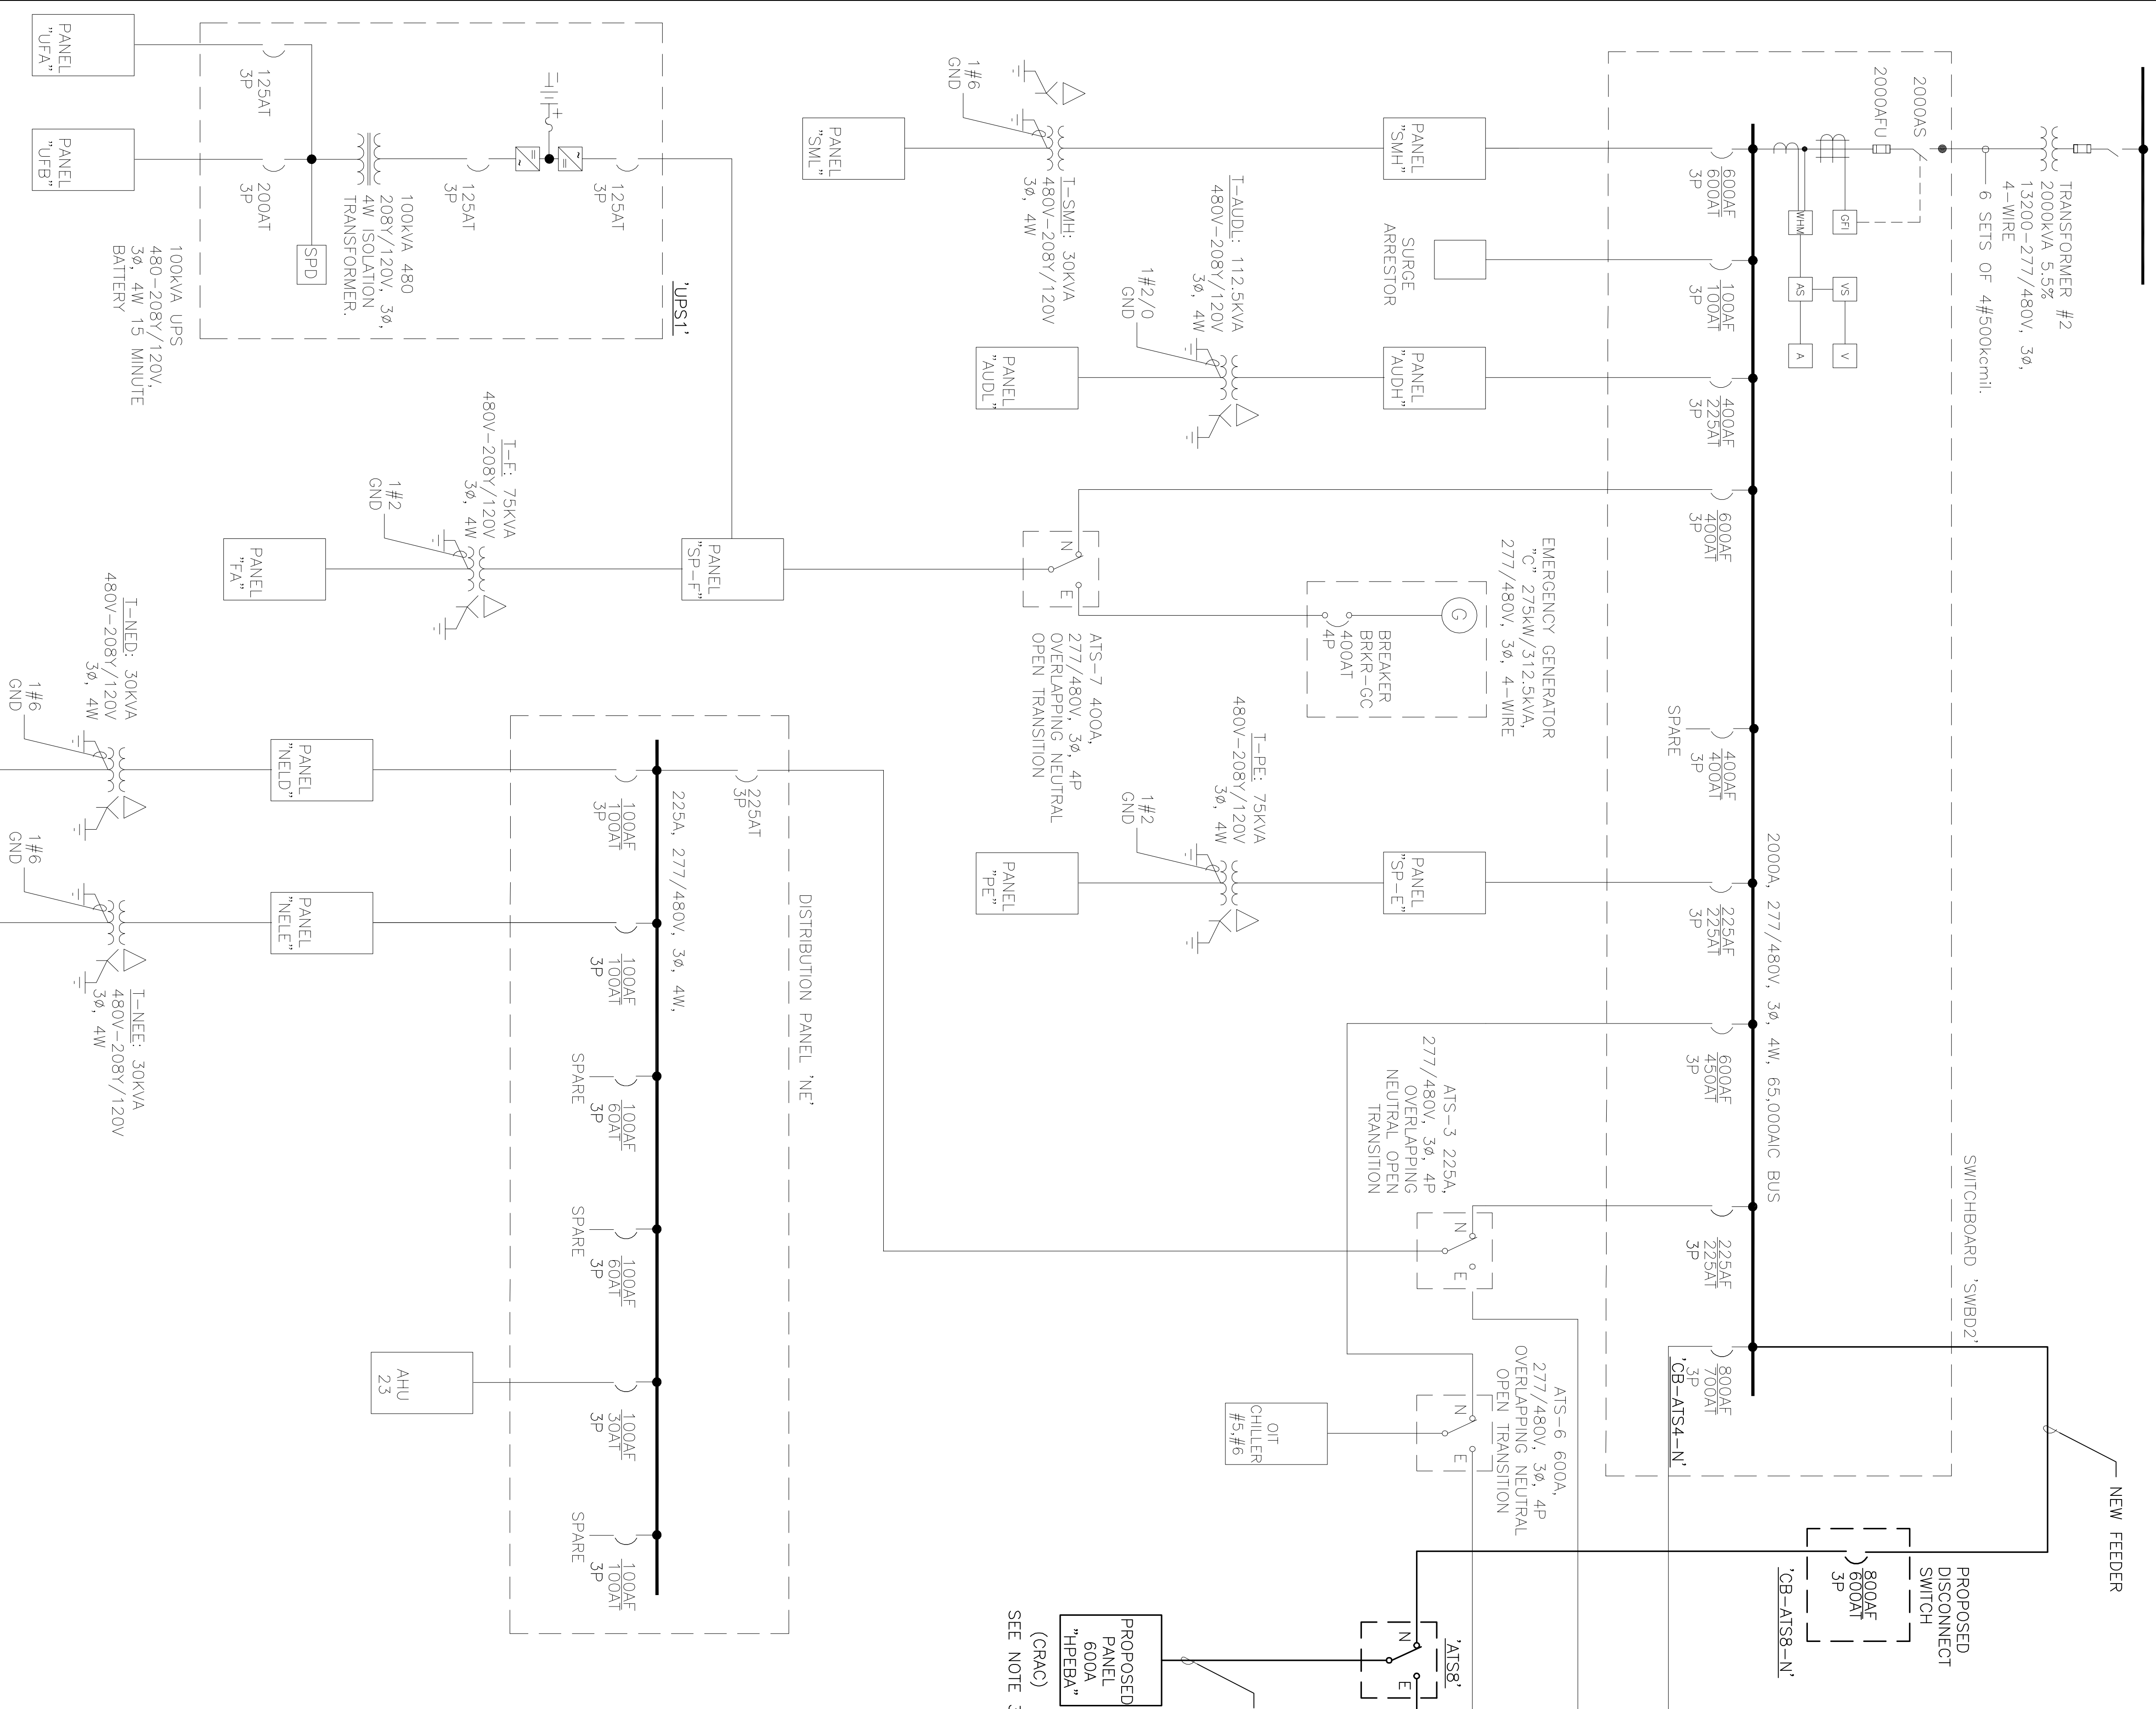 TRANSFORMER #2
2000kVA 5.5%
13200-277/480V, 3Ø,
4-WIRE
6 SETS OF 4#500kcmil.
2000AS
2000AFU
GFI
WHM
VS
AS
V
A
SWITCHBOARD 'SWBD2'
2000A, 277/480V, 3Ø, 4W, 65,000AIC BUS
600AF
600AT
3P
100AF
100AT
3P
400AF
225AT
3P
600AF
400AT
3P
400AF
400AT
3P
SPARE
225AF
225AT
3P
600AF
450AT
3P
225AF
225AT
3P
800AF
700AT
3P
'CB-ATS4-N'
NEW FEEDER
PROPOSED
DISCONNECT
SWITCH
800AF
600AT
3P
'CB-ATS8-N'
PANEL
"SMH"
SURGE
ARRESTOR
PANEL
"AUDH"
EMERGENCY GENERATOR
"C" 275kW/312.5kVA,
277/480V, 3Ø, 4-WIRE
G
BREAKER
BRKR-GC
400AT
4P
PANEL
"SP-E"
ATS-3 225A,
277/480V, 3Ø, 4P
OVERLAPPING
NEUTRAL OPEN
TRANSITION
N
E
ATS-6 600A,
277/480V, 3Ø, 4P
OVERLAPPING NEUTRAL
OPEN TRANSITION
N
E
OIT
CHILLER
#5,#6
'ATS8'
N
E
PROPOSED
PANEL
600A
"HPEBA"
(CRAC)
SEE NOTE
T-SMH: 30KVA
480V-208Y/120V
3Ø, 4W
1#6
GND
PANEL
"SML"
T-AUDL: 112.5KVA
480V-208Y/120V
3Ø, 4W
1#2/0
GND
PANEL
"AUDL"
N
E
ATS-7 400A,
277/480V, 3Ø, 4P
OVERLAPPING NEUTRAL
OPEN TRANSITION
T-PE: 75KVA
480V-208Y/120V
3Ø, 4W
1#2
GND
PANEL
"PE"
'UPS1'
125AT
3P
125AT
3P
100kVA 480
208Y/120V, 3Ø,
4W ISOLATION
TRANSFORMER.
SPD
125AT
3P
200AT
3P
100kVA UPS
480-208Y/120V,
3Ø, 4W 15 MINUTE
BATTERY
PANEL
"UFA"
PANEL
"UFB"
PANEL
"SP-F"
T-F: 75KVA
480V-208Y/120V
3Ø, 4W
1#2
GND
PANEL
"FA"
DISTRIBUTION PANEL 'NE'
225AT
3P
225A, 277/480V, 3Ø, 4W,
100AF
100AT
3P
100AF
100AT
3P
100AF
60AT
3P
SPARE
100AF
60AT
3P
SPARE
100AF
30AT
3P
100AF
100AT
3P
SPARE
AHU
23
PANEL
"NELD"
PANEL
"NELE"
T-NED: 30KVA
480V-208Y/120V
3Ø, 4W
1#6
GND
T-NEE: 30KVA
480V-208Y/120V
3Ø, 4W
1#6
GND